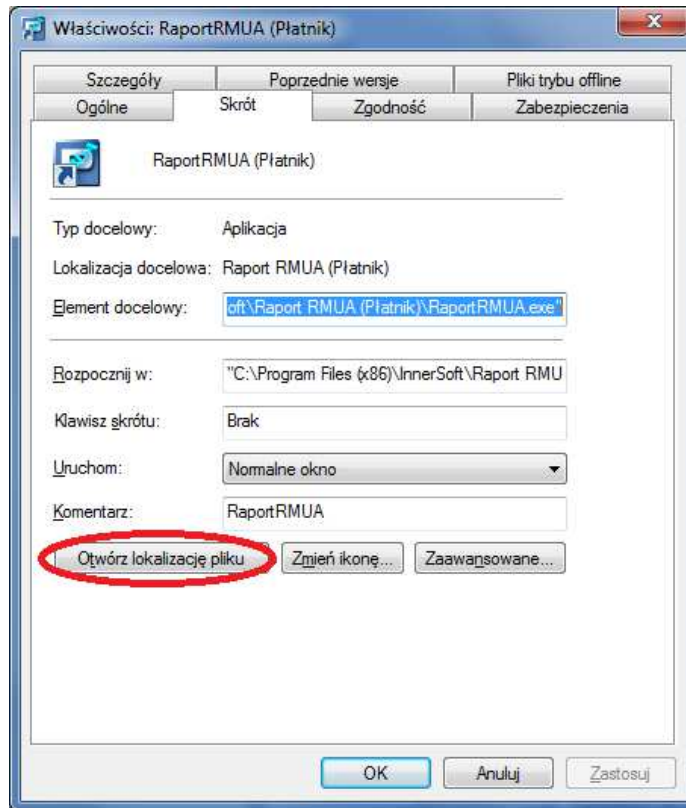 Właściwości: RaportRMUA (Płatnik)
Szczegóły Poprzednie wersje Pliki trybu offline
Ogólne Skrót Zgodność Zabezpieczenia
RaportRMUA (Płatnik)
Typ docelowy: Aplikacja
Lokalizacja docelowa: Raport RMUA (Płatnik)
Element docelowy: oft\Raport RMUA (Płatnik)\RaportRMUA.exe"
Rozpocznij w: "C:\Program Files (x86)\InnerSoft\Raport RMU
Klawisz skrótu: Brak
Uruchom: Normalne okno
Komentarz: RaportRMUA
Otwórz lokalizację pliku Zmień ikonę... Zaawansowane...
OK Anuluj Zastosuj